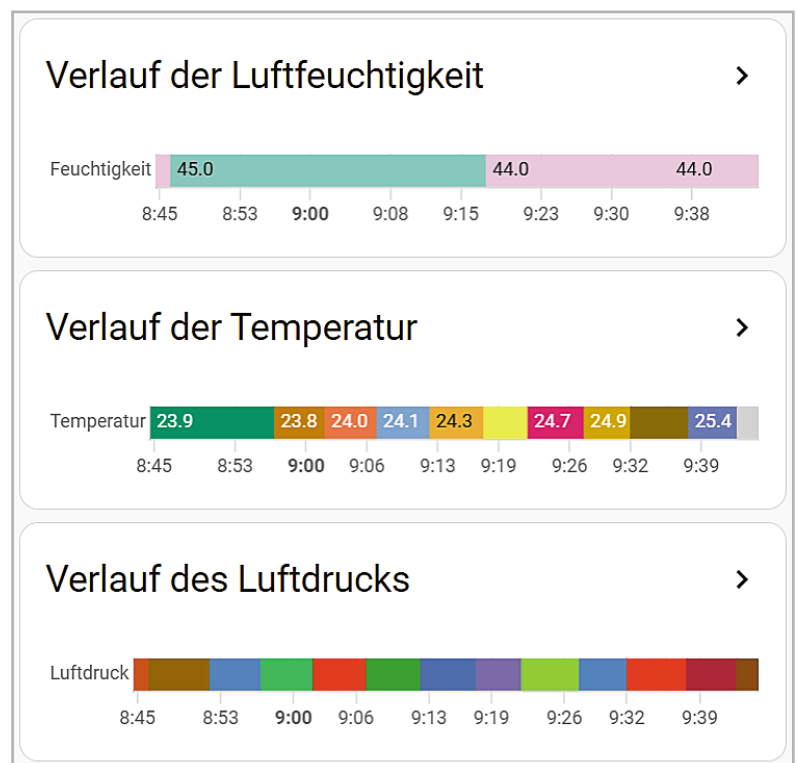 Verlauf der Luftfeuchtigkeit
Feuchtigkeit 45.0 44.0 44.0
8:45 8:53 9:00 9:08 9:15 9:23 9:30 9:38
Verlauf der Temperatur
Temperatur 23.9 23.8 24.0 24.1 24.3 24.7 24.9 25.4
8:45 8:53 9:00 9:06 9:13 9:19 9:26 9:32 9:39
Verlauf des Luftdrucks
Luftdruck
8:45 8:53 9:00 9:06 9:13 9:19 9:26 9:32 9:39